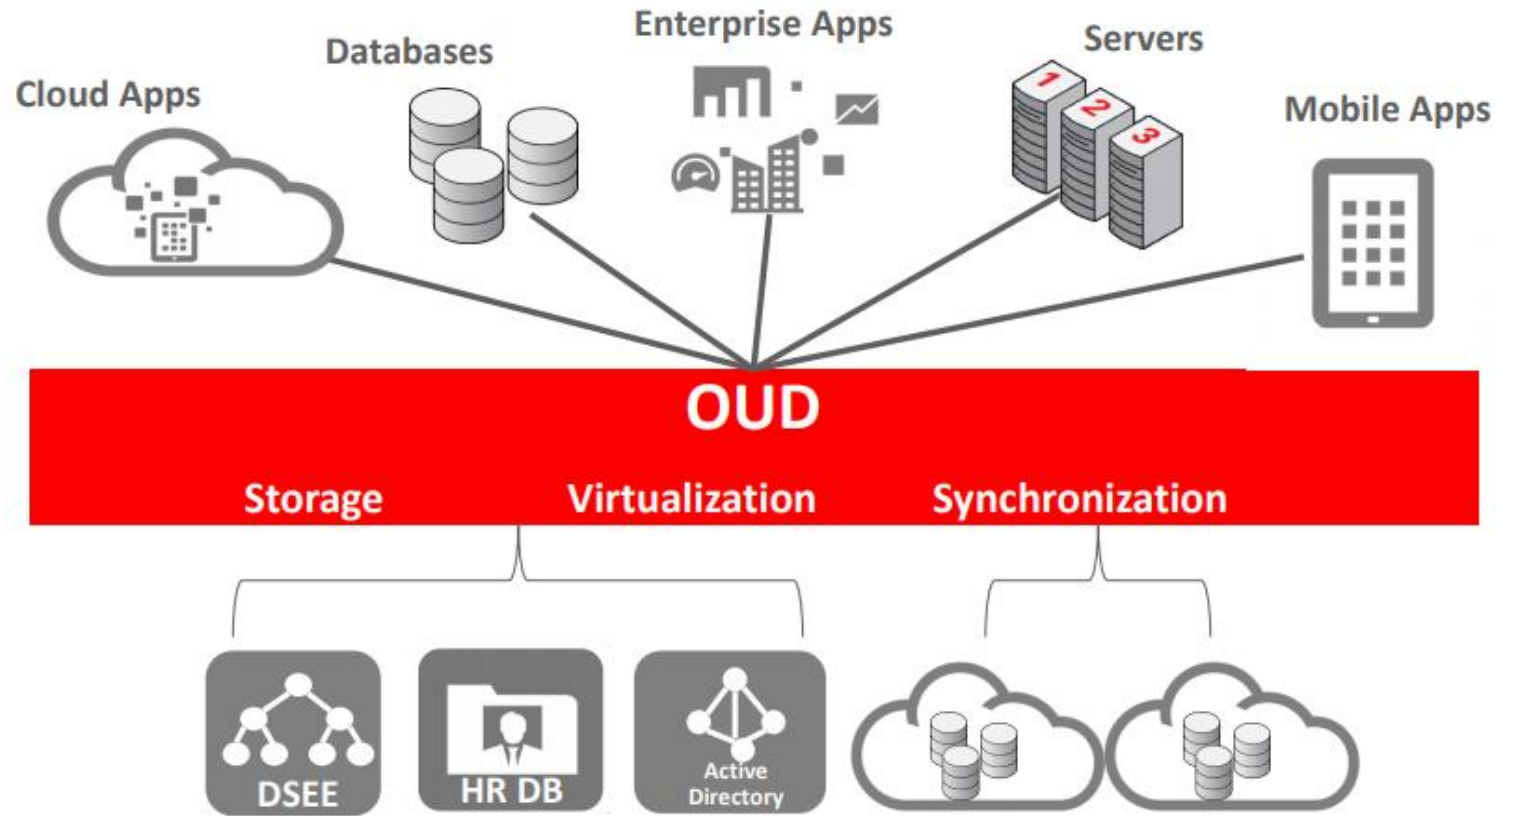 Cloud Apps
Databases
Enterprise Apps
Servers
Mobile Apps
1
2
3
OUD
Storage
Virtualization
Synchronization
DSEE
HR DB
Active
Directory